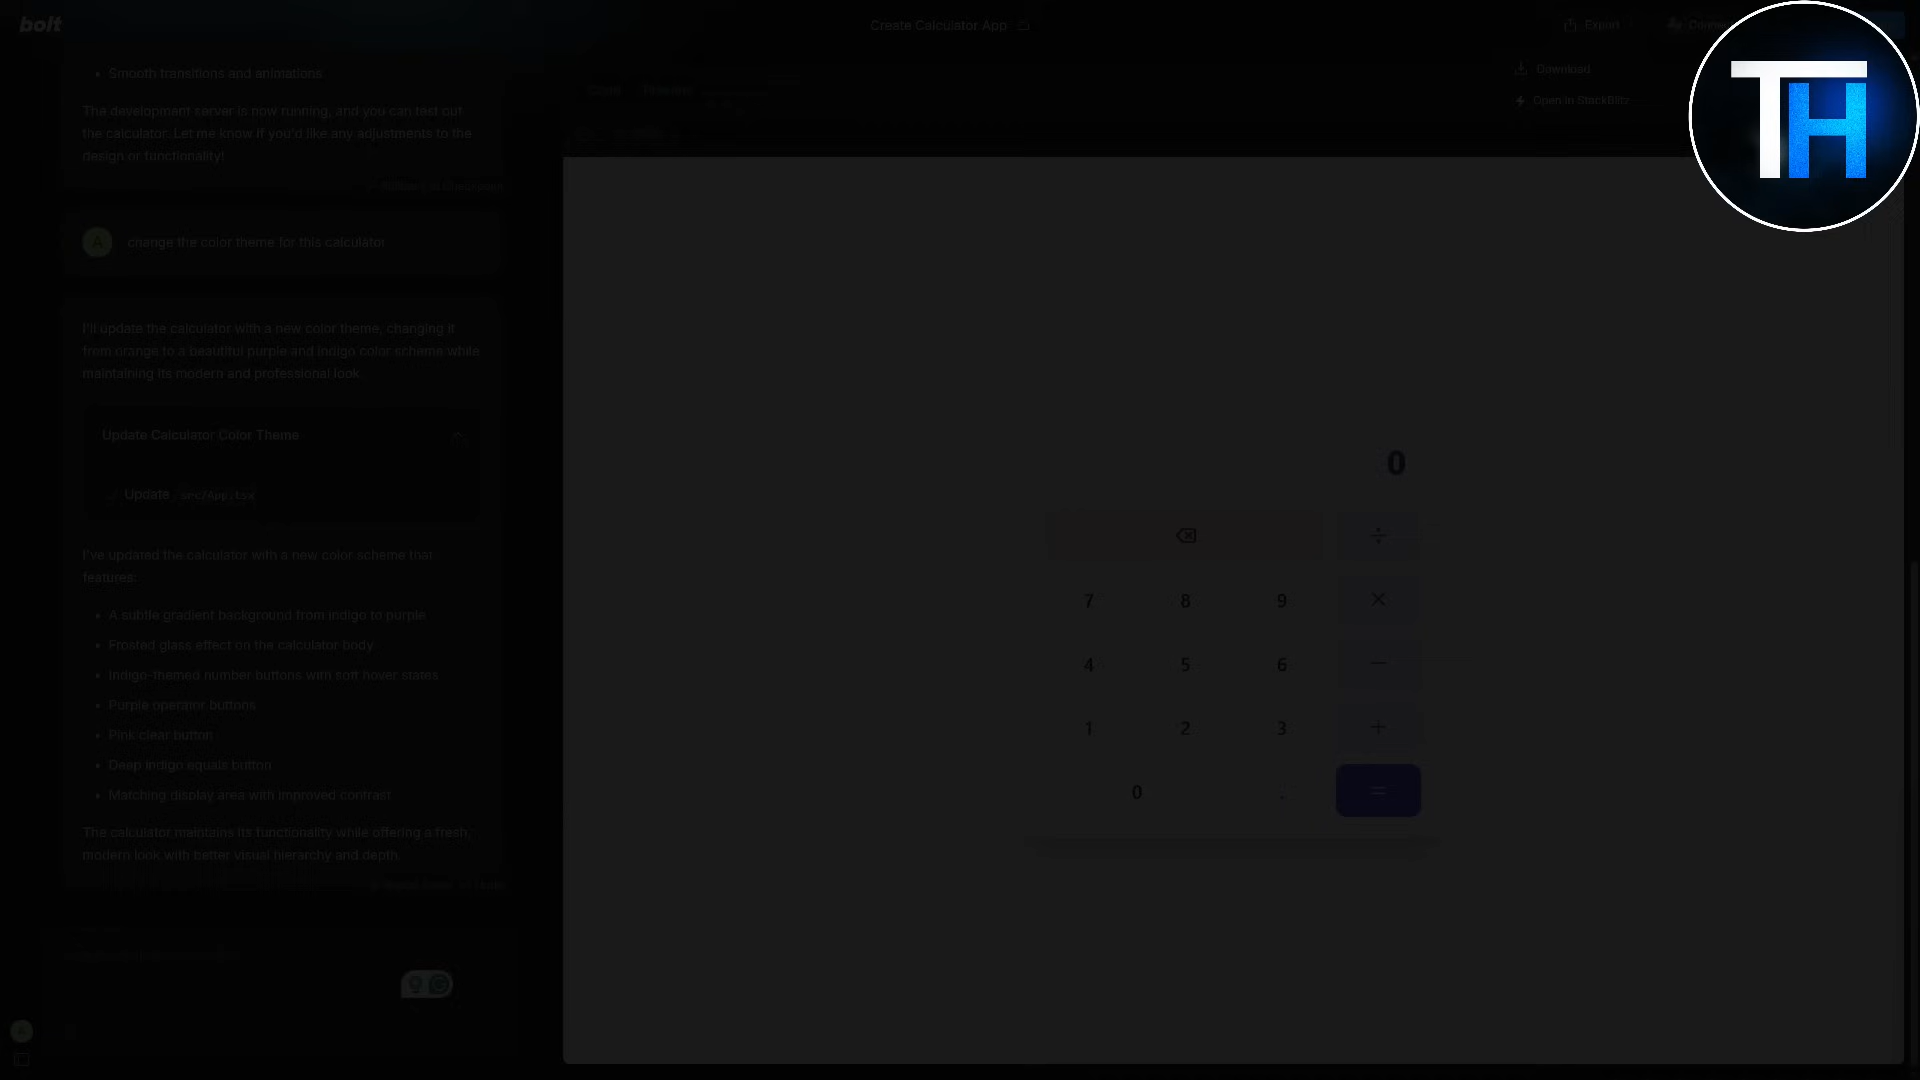 bolt
Create Calculator App
Export
Download
Open in StackBlitz
TH
• Smooth transitions and animations
The development server is now running, and you can test out
the calculator. Let me know if you'd like any adjustments to the
design or functionality!
A
change the color theme for this calculator
I'll update the calculator with a new color theme, changing it
from orange to a beautiful purple and indigo color scheme while
maintaining its modern and professional look.
Update Calculator Color Theme
Update src/App.tsx
I've updated the calculator with a new color scheme that
features:
• A subtle gradient background from indigo to purple
• Frosted glass effect on the calculator body
• Indigo-themed number buttons with soft hover states
• Purple operator buttons
• Pink clear button
• Deep indigo equals button
• Matching display area with improved contrast
The calculator maintains its functionality while offering a fresh,
modern look with better visual hierarchy and depth.
0
÷
7 8 9 ×
4 5 6 −
1 2 3 +
0 . =